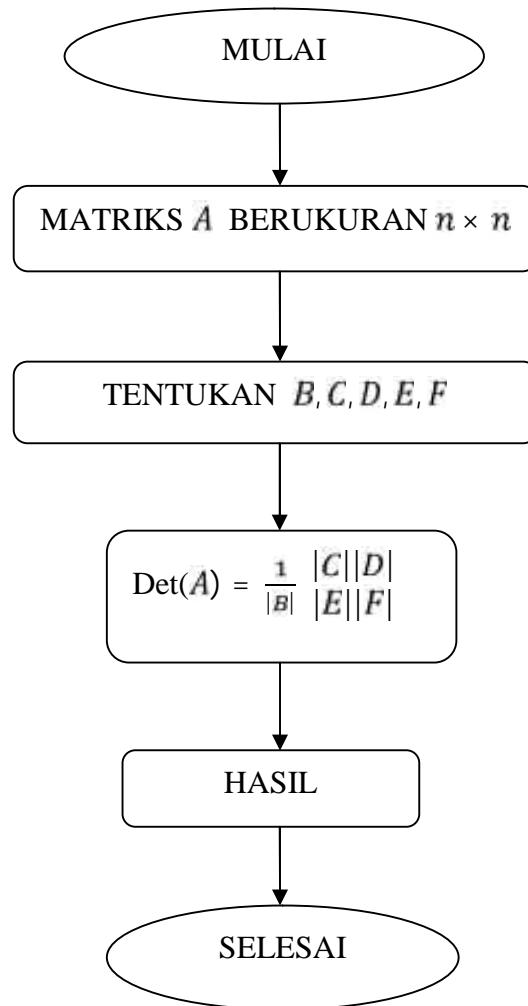 MULAI
MATRIKS A BERUKURAN n × n
TENTUKAN B, C, D, E, F
Det(A) = 1/|B| |C||D|
|E||F|
HASIL
SELESAI